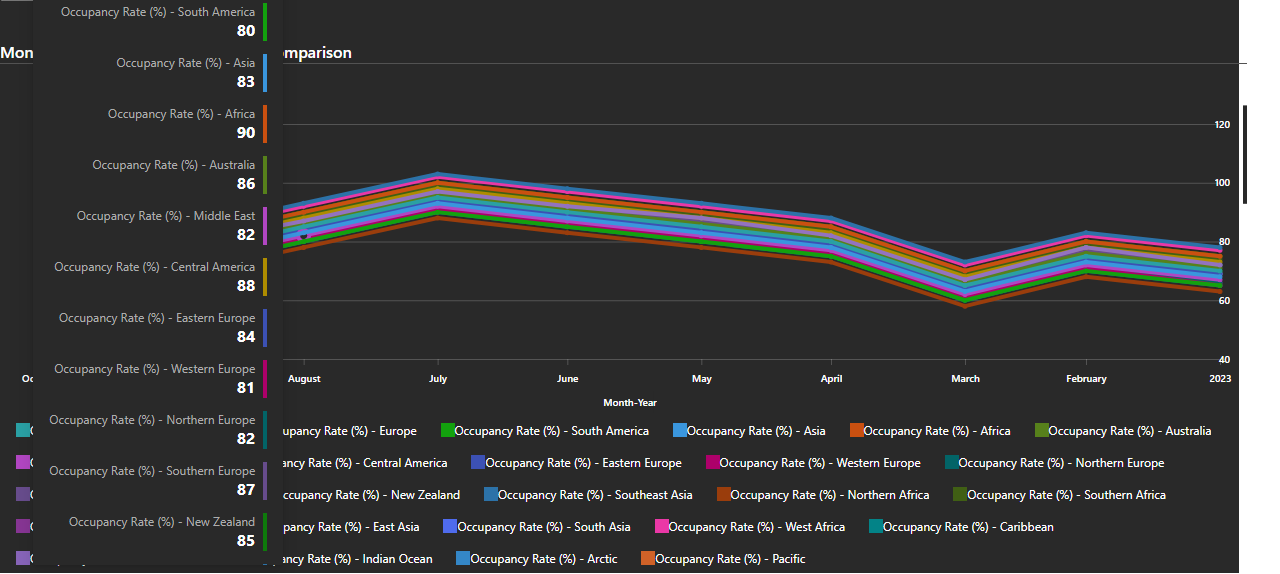 Occupancy Rate (%) - South America
80
Mon
mparison
Occupancy Rate (%) - Asia
83
Occupancy Rate (%) - Africa
90
Occupancy Rate (%) - Australia
86
Occupancy Rate (%) - Middle East
82
Occupancy Rate (%) - Central America
88
Occupancy Rate (%) - Eastern Europe
84
Occupancy Rate (%) - Western Europe
81
Occupancy Rate (%) - Northern Europe
82
Occupancy Rate (%) - Southern Europe
87
Occupancy Rate (%) - New Zealand
85
120
100
80
60
40
Oc August July June May April March February 2023
Month-Year
upancy Rate (%) - Europe Occupancy Rate (%) - South America Occupancy Rate (%) - Asia Occupancy Rate (%) - Africa Occupancy Rate (%) - Australia
ancy Rate (%) - Central America Occupancy Rate (%) - Eastern Europe Occupancy Rate (%) - Western Europe Occupancy Rate (%) - Northern Europe
ccupancy Rate (%) - New Zealand Occupancy Rate (%) - Southeast Asia Occupancy Rate (%) - Northern Africa Occupancy Rate (%) - Southern Africa
pancy Rate (%) - East Asia Occupancy Rate (%) - South Asia Occupancy Rate (%) - West Africa Occupancy Rate (%) - Caribbean
ancy Rate (%) - Indian Ocean Occupancy Rate (%) - Arctic Occupancy Rate (%) - Pacific